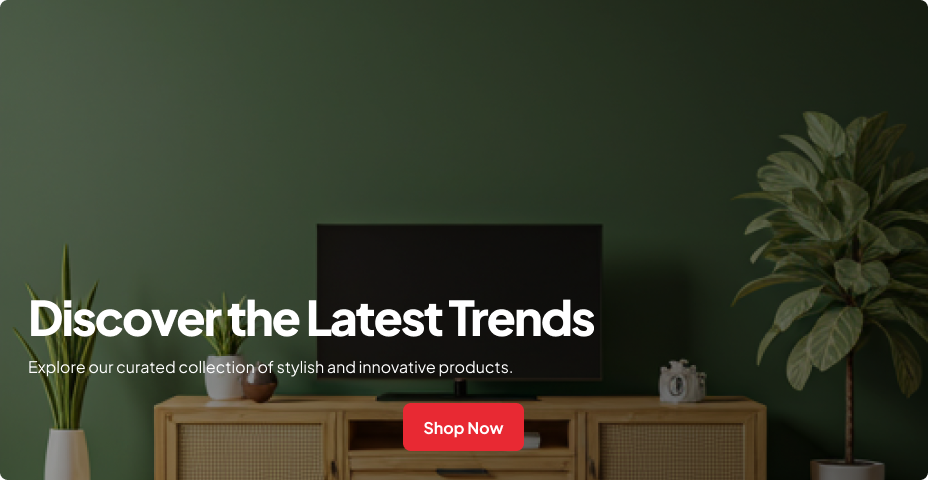 Discover the Latest Trends
Explore our curated collection of stylish and innovative products.
Shop Now